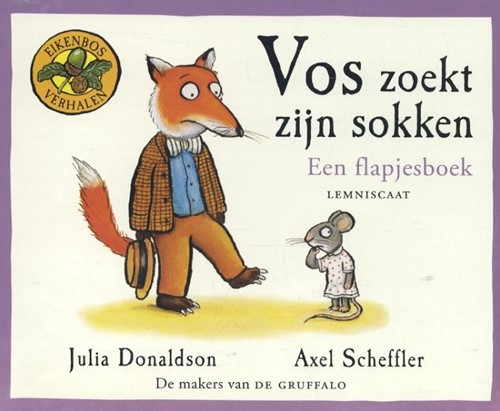 EIKENBOS
VERHALEN
Vos zoekt
zijn sokken
Een flapjesboek
LEMNISCAAT
Julia Donaldson
Axel Scheffler
De makers van DE GRUFFALO